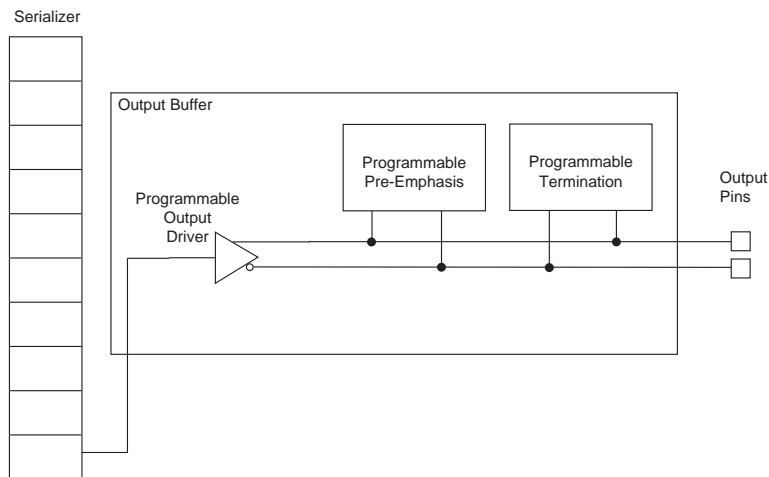 Serializer
Output Buffer
Programmable
Pre-Emphasis
Programmable
Termination
Programmable
Output
Driver
Output
Pins